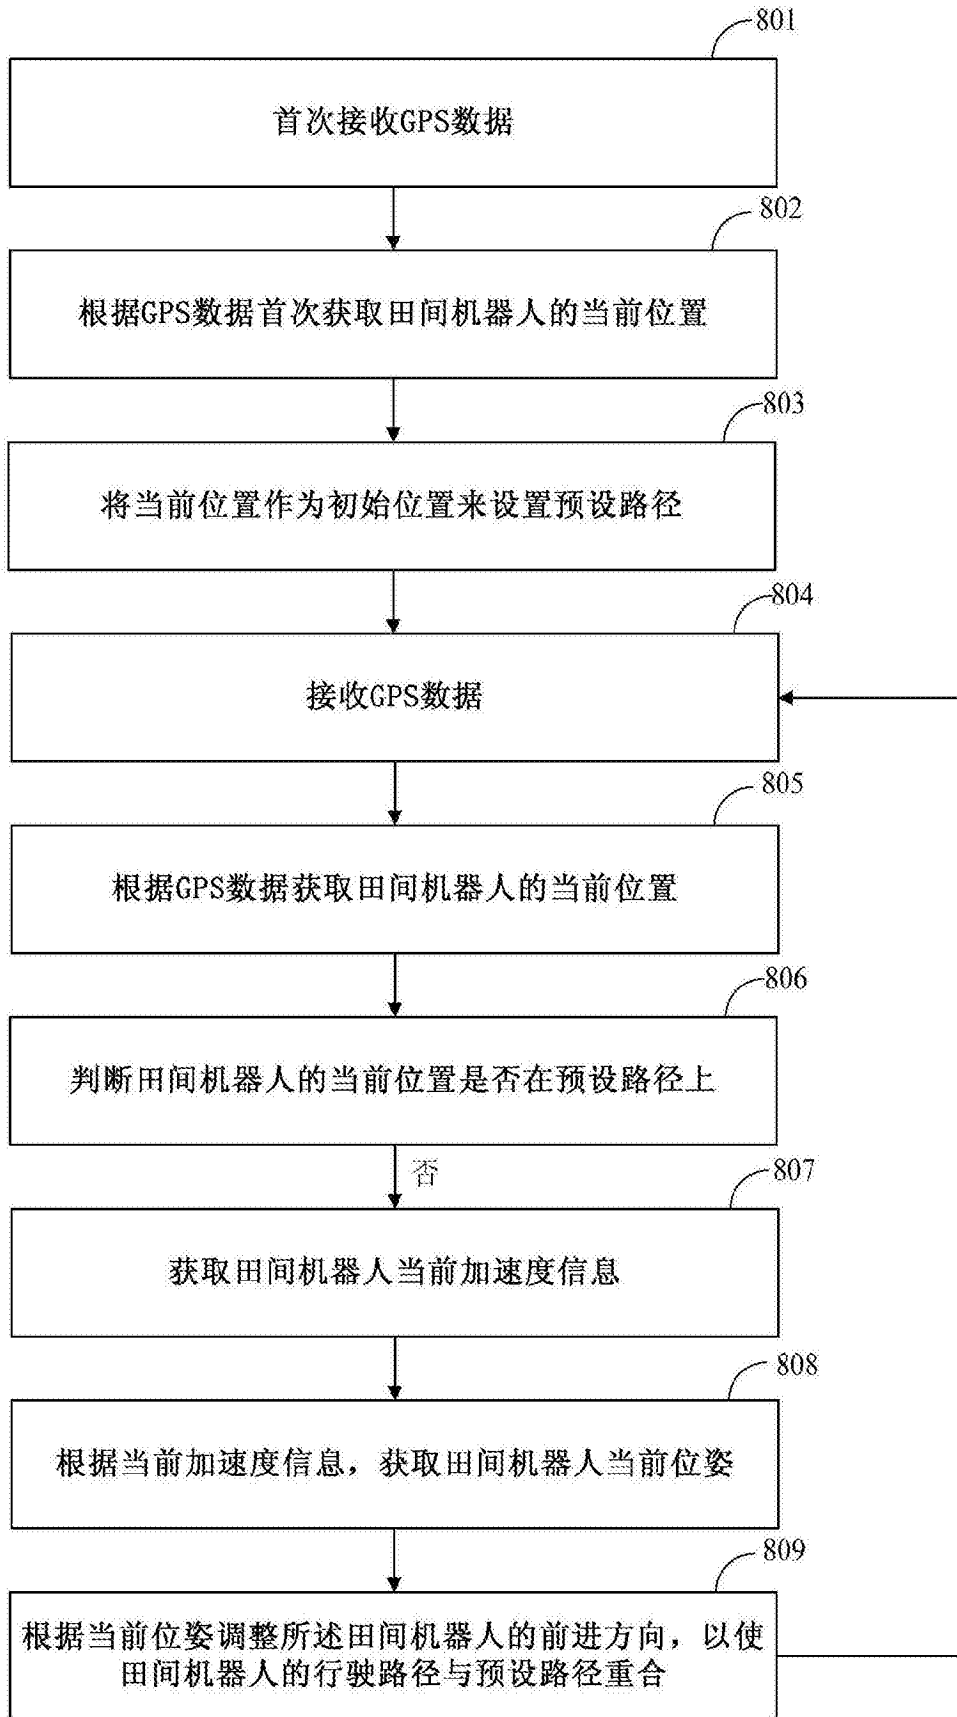 801
首次接收GPS数据
802
根据GPS数据首次获取田间机器人的当前位置
803
将当前位置作为初始位置来设置预设路径
804
接收GPS数据
805
根据GPS数据获取田间机器人的当前位置
806
判断田间机器人的当前位置是否在预设路径上
否
807
获取田间机器人当前加速度信息
808
根据当前加速度信息，获取田间机器人当前位姿
809
根据当前位姿调整所述田间机器人的前进方向，以使
田间机器人的行驶路径与预设路径重合